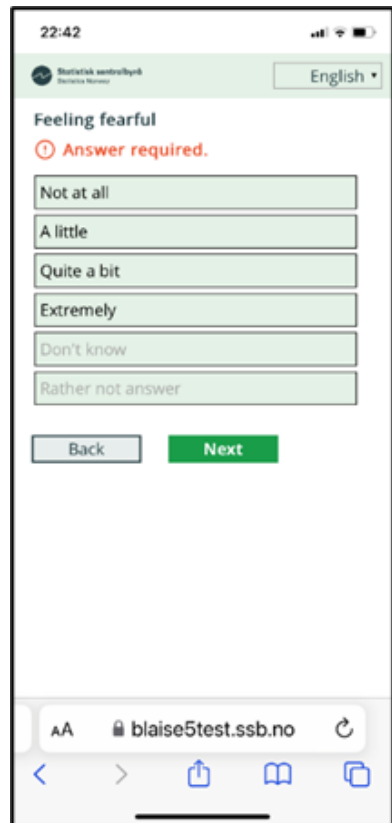 22:42
Statistisk sentralbyrå
Statistics Norway
English
Feeling fearful
Answer required.
Not at all
A little
Quite a bit
Extremely
Don't know
Rather not answer
Back Next
AA blaise5test.ssb.no